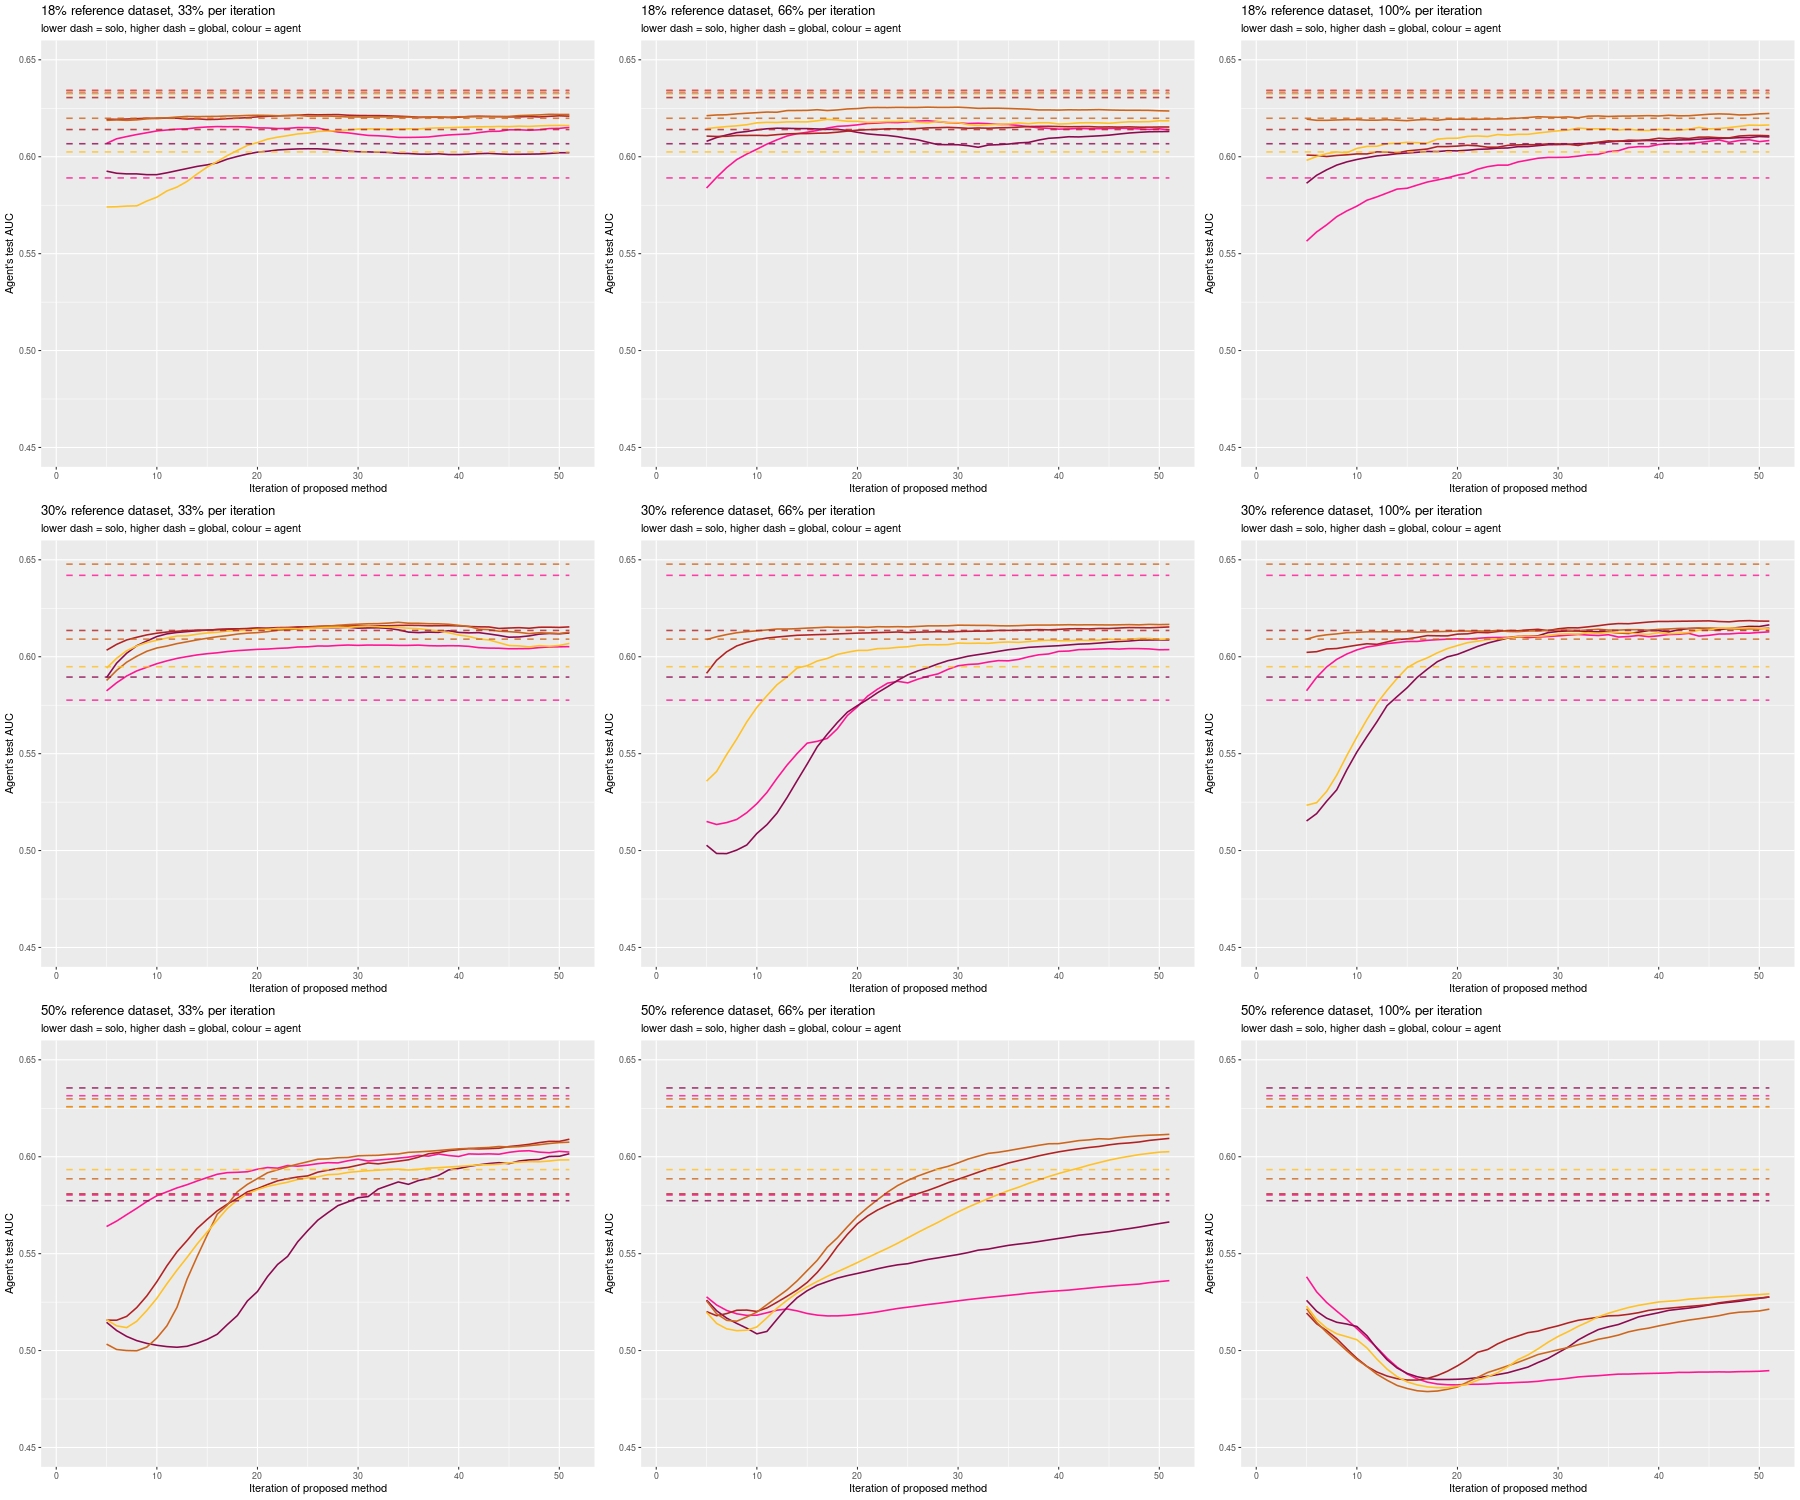 18% reference dataset, 33% per iteration
lower dash = solo, higher dash = global, colour = agent
0.65
0.60
0.55
0.50
0.45
Agent's test AUC
0 10 20 30 40 50
Iteration of proposed method
18% reference dataset, 66% per iteration
lower dash = solo, higher dash = global, colour = agent
0.65
0.60
0.55
0.50
0.45
Agent's test AUC
0 10 20 30 40 50
Iteration of proposed method
18% reference dataset, 100% per iteration
lower dash = solo, higher dash = global, colour = agent
0.65
0.60
0.55
0.50
0.45
Agent's test AUC
0 10 20 30 40 50
Iteration of proposed method
30% reference dataset, 33% per iteration
lower dash = solo, higher dash = global, colour = agent
0.65
0.60
0.55
0.50
0.45
Agent's test AUC
0 10 20 30 40 50
Iteration of proposed method
30% reference dataset, 66% per iteration
lower dash = solo, higher dash = global, colour = agent
0.65
0.60
0.55
0.50
0.45
Agent's test AUC
0 10 20 30 40 50
Iteration of proposed method
30% reference dataset, 100% per iteration
lower dash = solo, higher dash = global, colour = agent
0.65
0.60
0.55
0.50
0.45
Agent's test AUC
0 10 20 30 40 50
Iteration of proposed method
50% reference dataset, 33% per iteration
lower dash = solo, higher dash = global, colour = agent
0.65
0.60
0.55
0.50
0.45
Agent's test AUC
0 10 20 30 40 50
Iteration of proposed method
50% reference dataset, 66% per iteration
lower dash = solo, higher dash = global, colour = agent
0.65
0.60
0.55
0.50
0.45
Agent's test AUC
0 10 20 30 40 50
Iteration of proposed method
50% reference dataset, 100% per iteration
lower dash = solo, higher dash = global, colour = agent
0.65
0.60
0.55
0.50
0.45
Agent's test AUC
0 10 20 30 40 50
Iteration of proposed method